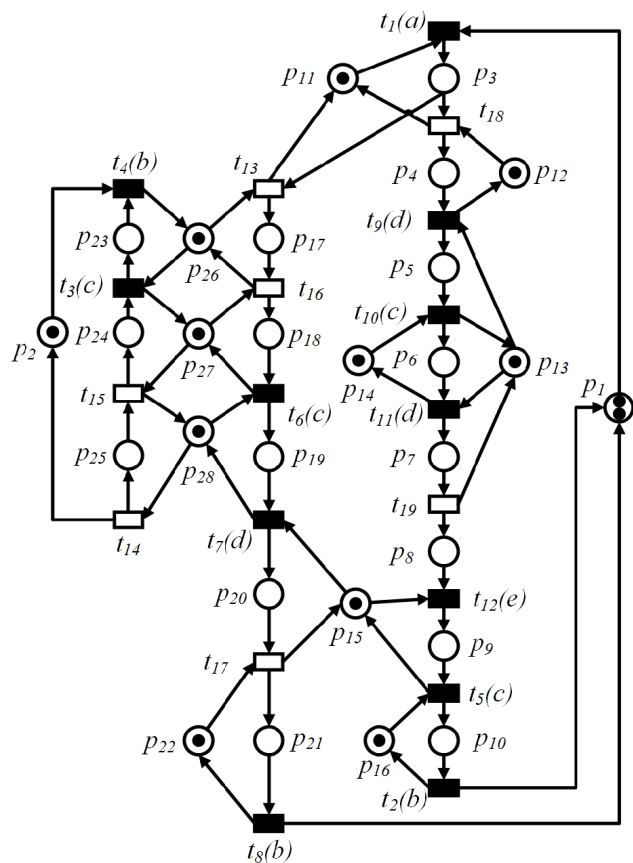 t1(a)
p11
p3
t18
t4(b)
t13
p4
p12
p23
p26
p17
t9(d)
t3(c)
t16
p5
p24
p2
p27
p18
t10(c)
p6
p14
p13
t15
t6(c)
t11(d)
p1
p25
p28
p19
p7
t14
t7(d)
t19
p8
p20
p15
t12(e)
t17
p9
t5(c)
p22
p21
p16
p10
t2(b)
t8(b)